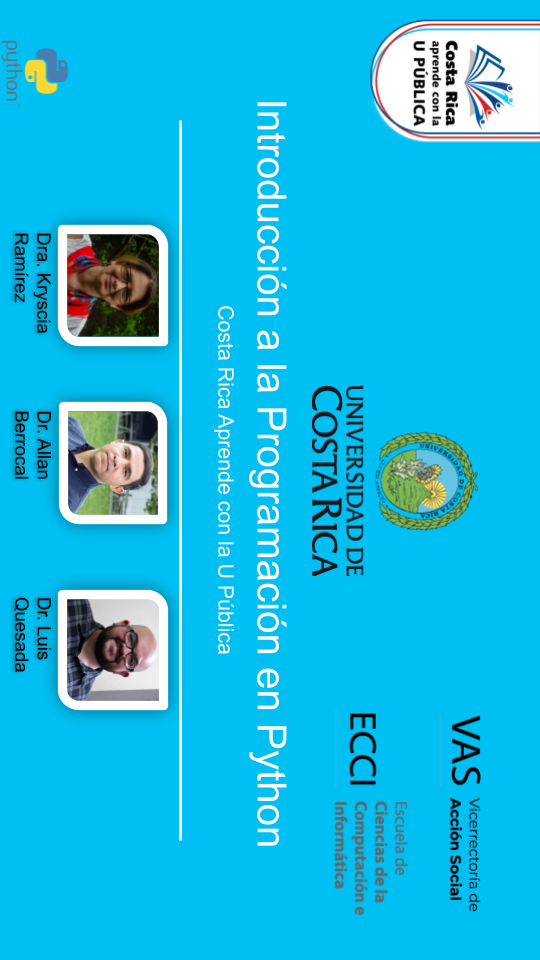 Costa Rica
aprende con la
U PÚBLICA
UNIVERSIDAD DE
COSTA RICA
VAS
Vicerrectoría de
Acción Social
ECCI
Escuela de
Ciencias de la
Computación e
Informática
Introducción a la Programación en Python
Costa Rica Aprende con la U Pública
Dra. Kryscia
Ramírez
Dr. Allan
Berrocal
Dr. Luis
Quesada
python